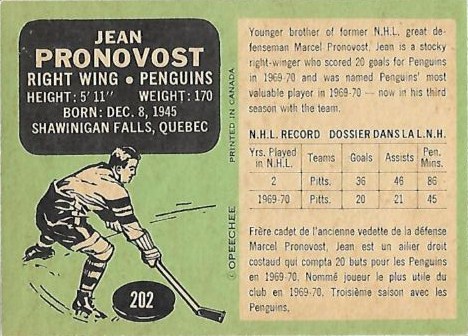 JEAN
PRONOVOST
RIGHT WING • PENGUINS
HEIGHT: 5' 11" WEIGHT: 170
BORN: DEC. 8, 1945
SHAWINIGAN FALLS, QUEBEC
PRINTED IN CANADA
© OPEECHEE
202
Younger brother of former N.H.L. great de-
fenseman Marcel Pronovost, Jean is a stocky
right-winger who scored 20 goals for Penguins
in 1969-70 and was named Penguins' most
valuable player in 1969-70 — now in his third
season with the team.
N.H.L. RECORD DOSSIER DANS LA L.N.H.
Yrs. Played in N.H.L. Teams Goals Assists Pen. Mins.
2 Pitts. 36 46 86
1969-70 Pitts. 20 21 45
Frère cadet de l'ancienne vedette de la défense
Marcel Pronovost, Jean est un ailier droit
costaud qui compta 20 buts pour les Penguins
en 1969-70. Nommé joueur le plus utile du
club en 1969-70. Troisième saison avec les
Penguins.